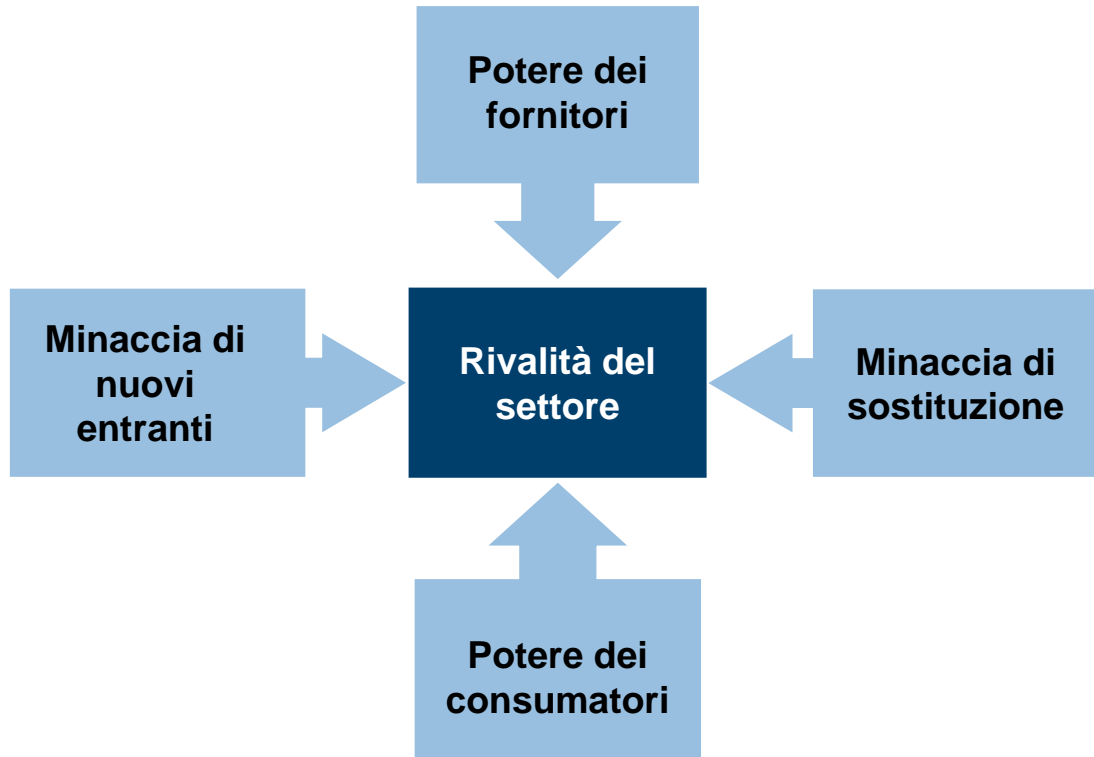 Potere dei
fornitori
Minaccia di
nuovi
entranti
Rivalità del
settore
Minaccia di
sostituzione
Potere dei
consumatori